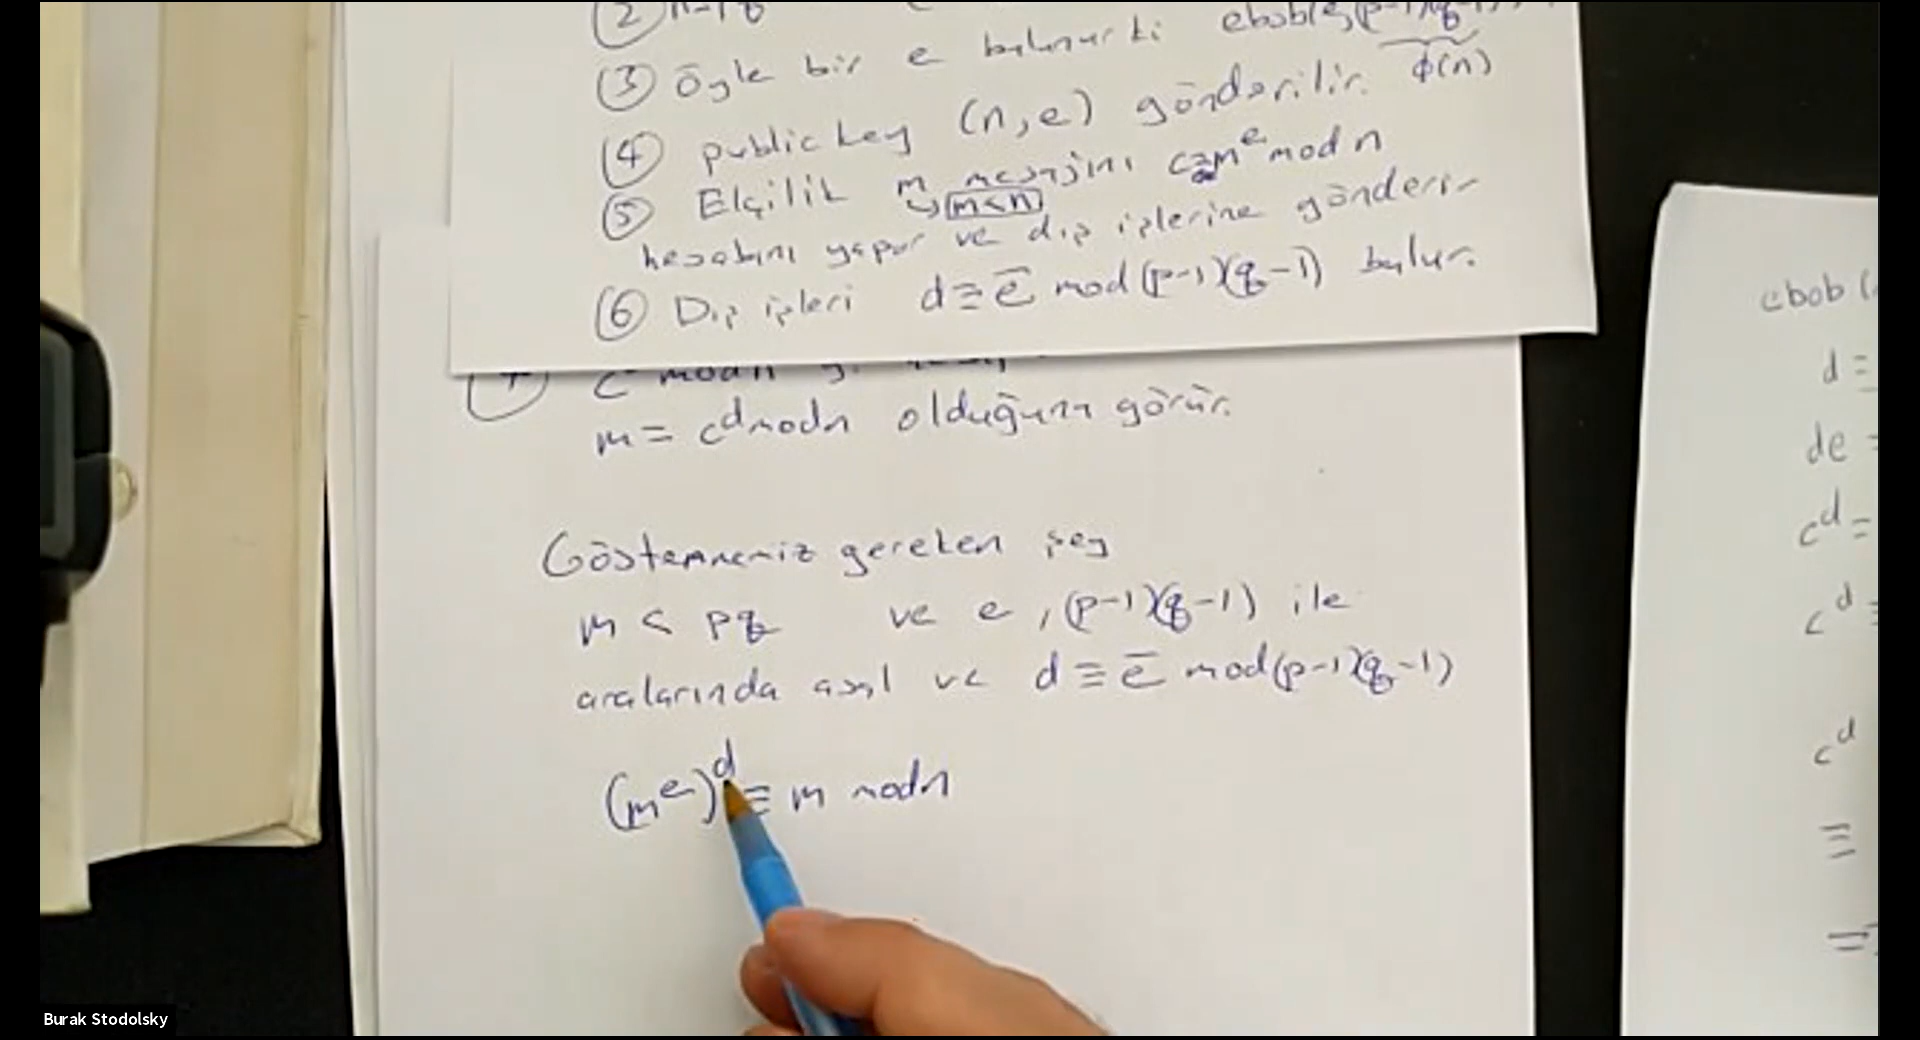 ② n=pq
③ Öyle bir e bulunur ki ebob(e,(p-1)(q-1))
ϕ(n)
④ public key (n,e) gönderilir.
⑤ Elçilik m mesajını c≡m^e mod n
m<n
hesabını yapar ve dış işlerine gönderir
⑥ Dış işleri d≡e̅ mod (p-1)(q-1) bulur.
m = c^d mod n olduğunu görür.
Göstermemiz gereken şey
m < pq ve e , (p-1)(q-1) ile
aralarında asal ve d ≡ e̅ mod(p-1)(q-1)
(m^e)^d ≡ m mod n
ebob (
d ≡
de =
c^d =
c^d ≡
c^d
≡
=
Burak Stodolsky